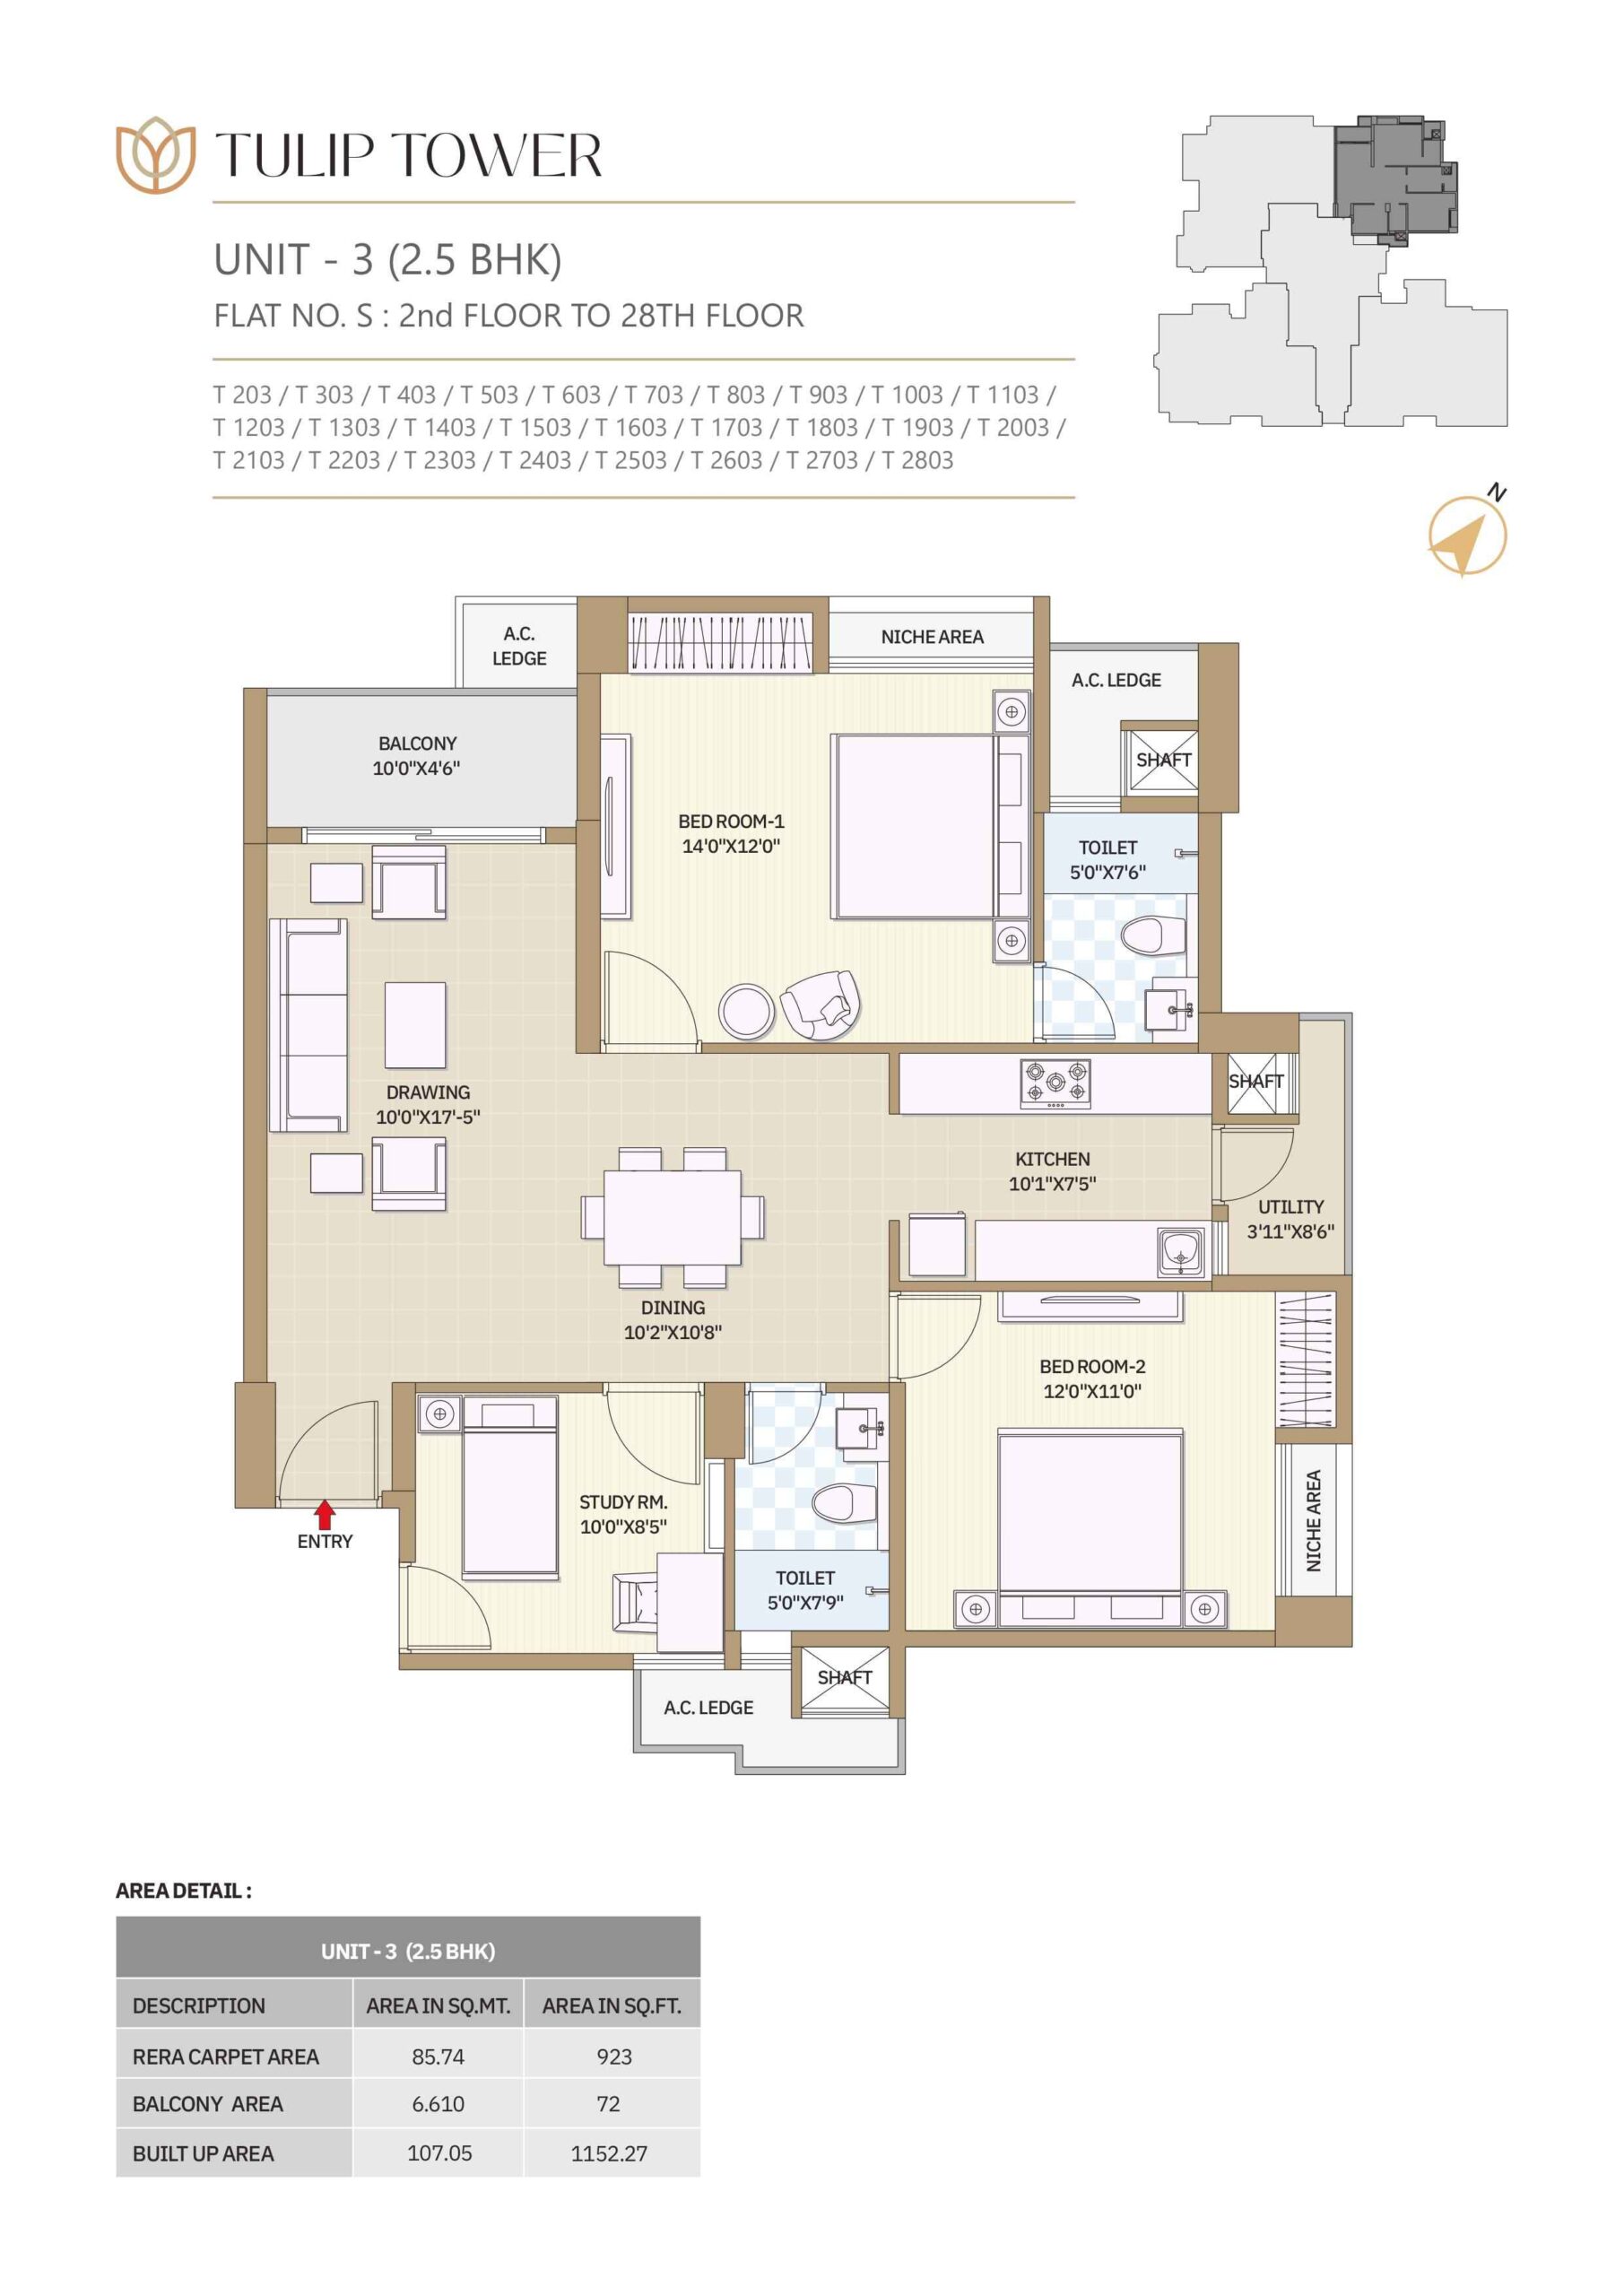 TULIP TOWER
UNIT - 3 (2.5 BHK)
FLAT NO. S : 2nd FLOOR TO 28TH FLOOR
T 203 / T 303 / T 403 / T 503 / T 603 / T 703 / T 803 / T 903 / T 1003 / T 1103 /
T 1203 / T 1303 / T 1403 / T 1503 / T 1603 / T 1703 / T 1803 / T 1903 / T 2003 /
T 2103 / T 2203 / T 2303 / T 2403 / T 2503 / T 2603 / T 2703 / T 2803
N
A.C.
LEDGE
NICHE AREA
A.C. LEDGE
SHAFT
BALCONY
10'0"X4'6"
BED ROOM-1
14'0"X12'0"
TOILET
5'0"X7'6"
DRAWING
10'0"X17'-5"
SHAFT
KITCHEN
10'1"X7'5"
UTILITY
3'11"X8'6"
DINING
10'2"X10'8"
BED ROOM-2
12'0"X11'0"
NICHE AREA
STUDY RM.
10'0"X8'5"
ENTRY
TOILET
5'0"X7'9"
SHAFT
A.C. LEDGE
AREA DETAIL :
UNIT - 3 (2.5 BHK)
DESCRIPTION AREA IN SQ.MT. AREA IN SQ.FT.
RERA CARPET AREA 85.74 923
BALCONY AREA 6.610 72
BUILT UP AREA 107.05 1152.27